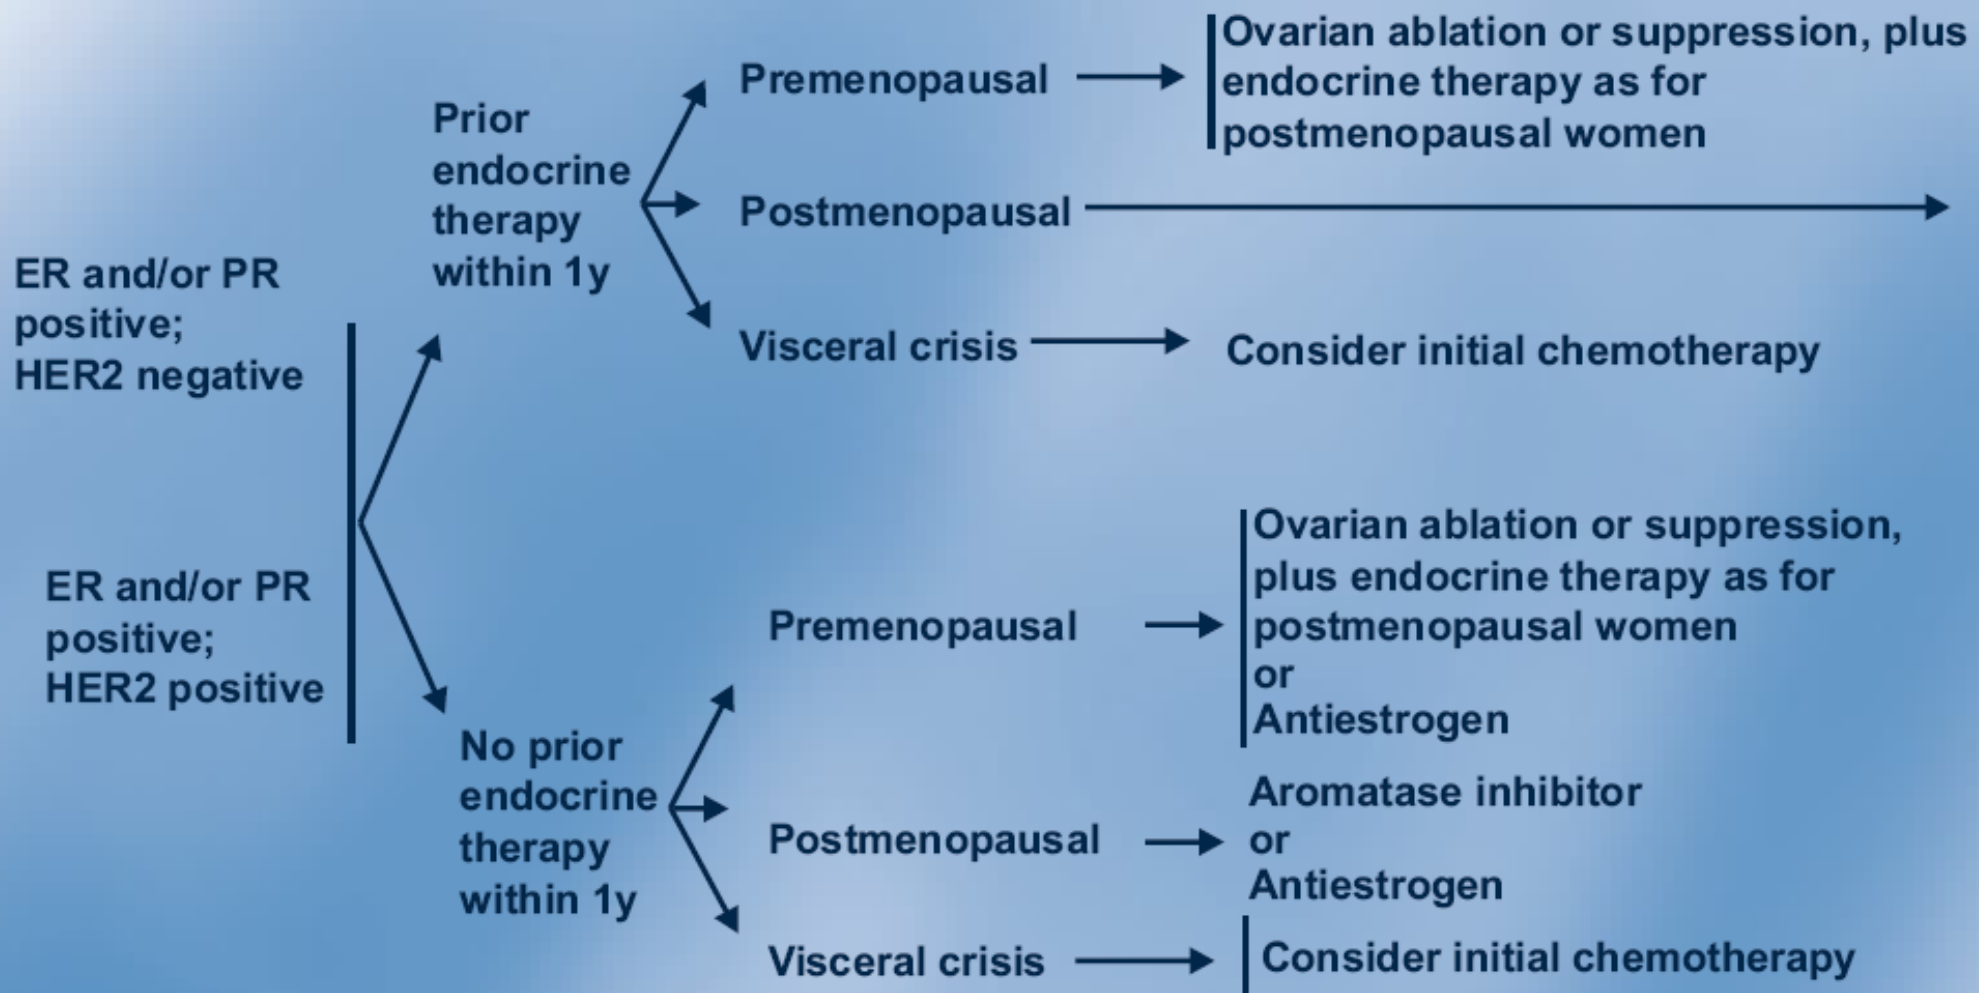 ER and/or PR
positive;
HER2 negative
ER and/or PR
positive;
HER2 positive
Prior
endocrine
therapy
within 1y
Premenopausal
Ovarian ablation or suppression, plus
endocrine therapy as for
postmenopausal women
Postmenopausal
Visceral crisis
Consider initial chemotherapy
No prior
endocrine
therapy
within 1y
Premenopausal
Ovarian ablation or suppression,
plus endocrine therapy as for
postmenopausal women
or
Antiestrogen
Postmenopausal
Aromatase inhibitor
or
Antiestrogen
Visceral crisis
Consider initial chemotherapy